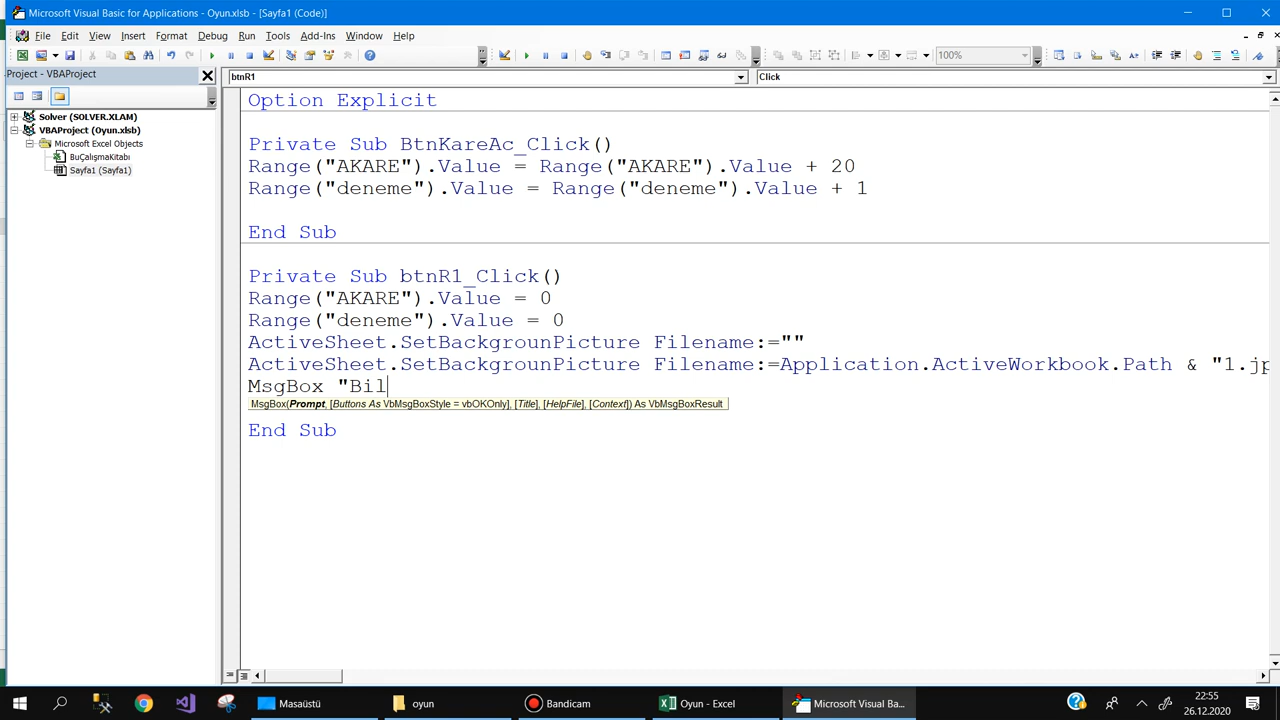 Microsoft Visual Basic for Applications - Oyun.xlsb - [Sayfa1 (Code)]
File Edit View Insert Format Debug Run Tools Add-Ins Window Help
100%
Project - VBAProject
btnR1
Click
Solver (SOLVER.XLAM)
VBAProject (Oyun.xlsb)
Microsoft Excel Objects
BuÇalışmaKitabı
Sayfa1 (Sayfa1)
Option Explicit
Private Sub BtnKareAc_Click()
Range("AKARE").Value = Range("AKARE").Value + 20
Range("deneme").Value = Range("deneme").Value + 1
End Sub
Private Sub btnR1_Click()
Range("AKARE").Value = 0
Range("deneme").Value = 0
ActiveSheet.SetBackgrounPicture Filename:=""
ActiveSheet.SetBackgrounPicture Filename:=Application.ActiveWorkbook.Path & "1.jp
MsgBox "Bil
MsgBox(Prompt, [Buttons As VbMsgBoxStyle = vbOKOnly], [Title], [HelpFile], [Context]) As VbMsgBoxResult
End Sub
Masaüstü
oyun
Bandicam
Oyun - Excel
Microsoft Visual Ba...
22:55
26.12.2020